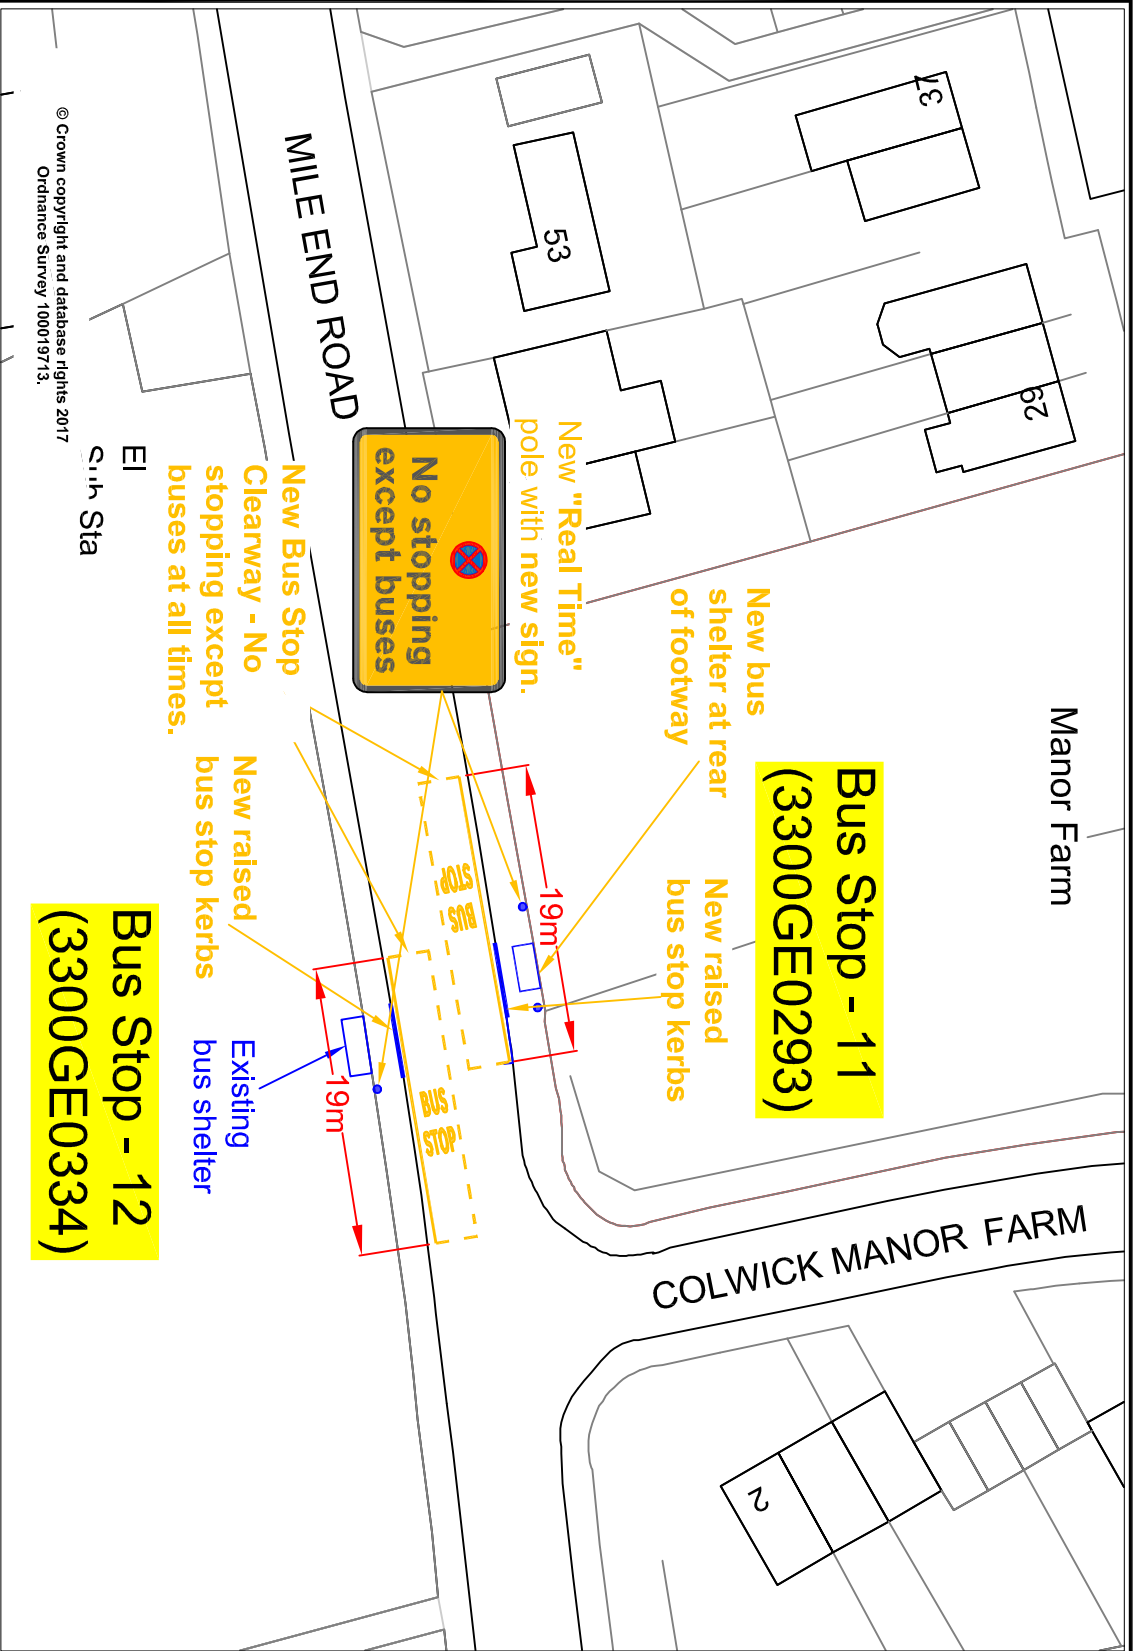 37
53
29
Manor Farm
MILE END ROAD
New "Real Time"
pole with new sign.
No stopping
except buses
New bus
shelter at rear
of footway
Bus Stop - 11
(3300GE0293)
New raised
bus stop kerbs
19m
BUS
STOP
New Bus Stop
Clearway - No
stopping except
buses at all times.
New raised
bus stop kerbs
BUS
STOP
19m
Existing
bus shelter
Bus Stop - 12
(3300GE0334)
COLWICK MANOR FARM
2
El
Sub Sta
© Crown copyright and database rights 2017
Ordnance Survey 100019713.